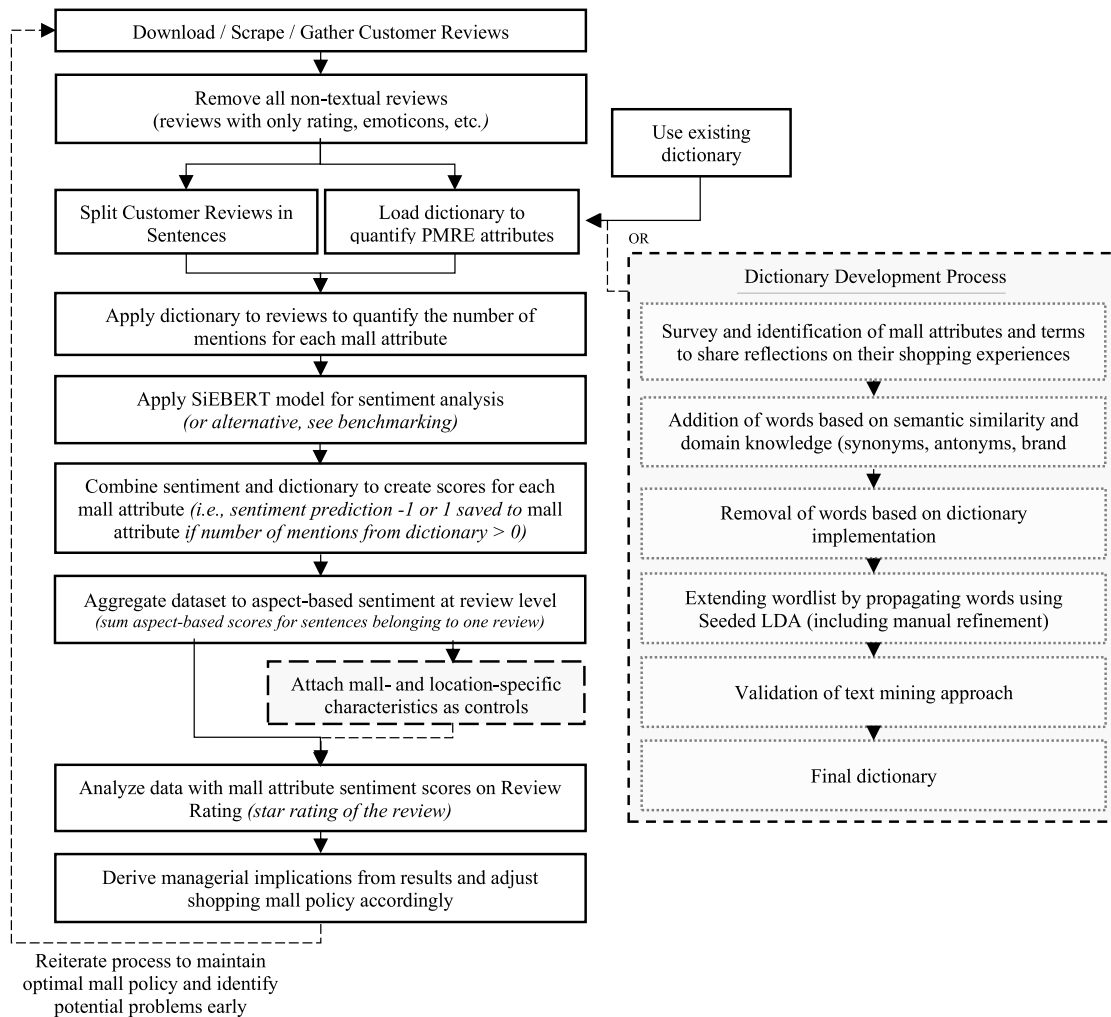 Download / Scrape / Gather Customer Reviews
Remove all non-textual reviews
(reviews with only rating, emoticons, etc.)
Use existing
dictionary
Split Customer Reviews in
Sentences
Load dictionary to
quantify PMRE attributes
OR
Apply dictionary to reviews to quantify the number of
mentions for each mall attribute
Apply SiEBERT model for sentiment analysis
(or alternative, see benchmarking)
Combine sentiment and dictionary to create scores for each
mall attribute (i.e., sentiment prediction -1 or 1 saved to mall
attribute if number of mentions from dictionary > 0)
Aggregate dataset to aspect-based sentiment at review level
(sum aspect-based scores for sentences belonging to one review)
Attach mall- and location-specific
characteristics as controls
Analyze data with mall attribute sentiment scores on Review
Rating (star rating of the review)
Derive managerial implications from results and adjust
shopping mall policy accordingly
Reiterate process to maintain
optimal mall policy and identify
potential problems early
Dictionary Development Process
Survey and identification of mall attributes and terms
to share reflections on their shopping experiences
Addition of words based on semantic similarity and
domain knowledge (synonyms, antonyms, brand
Removal of words based on dictionary
implementation
Extending wordlist by propagating words using
Seeded LDA (including manual refinement)
Validation of text mining approach
Final dictionary